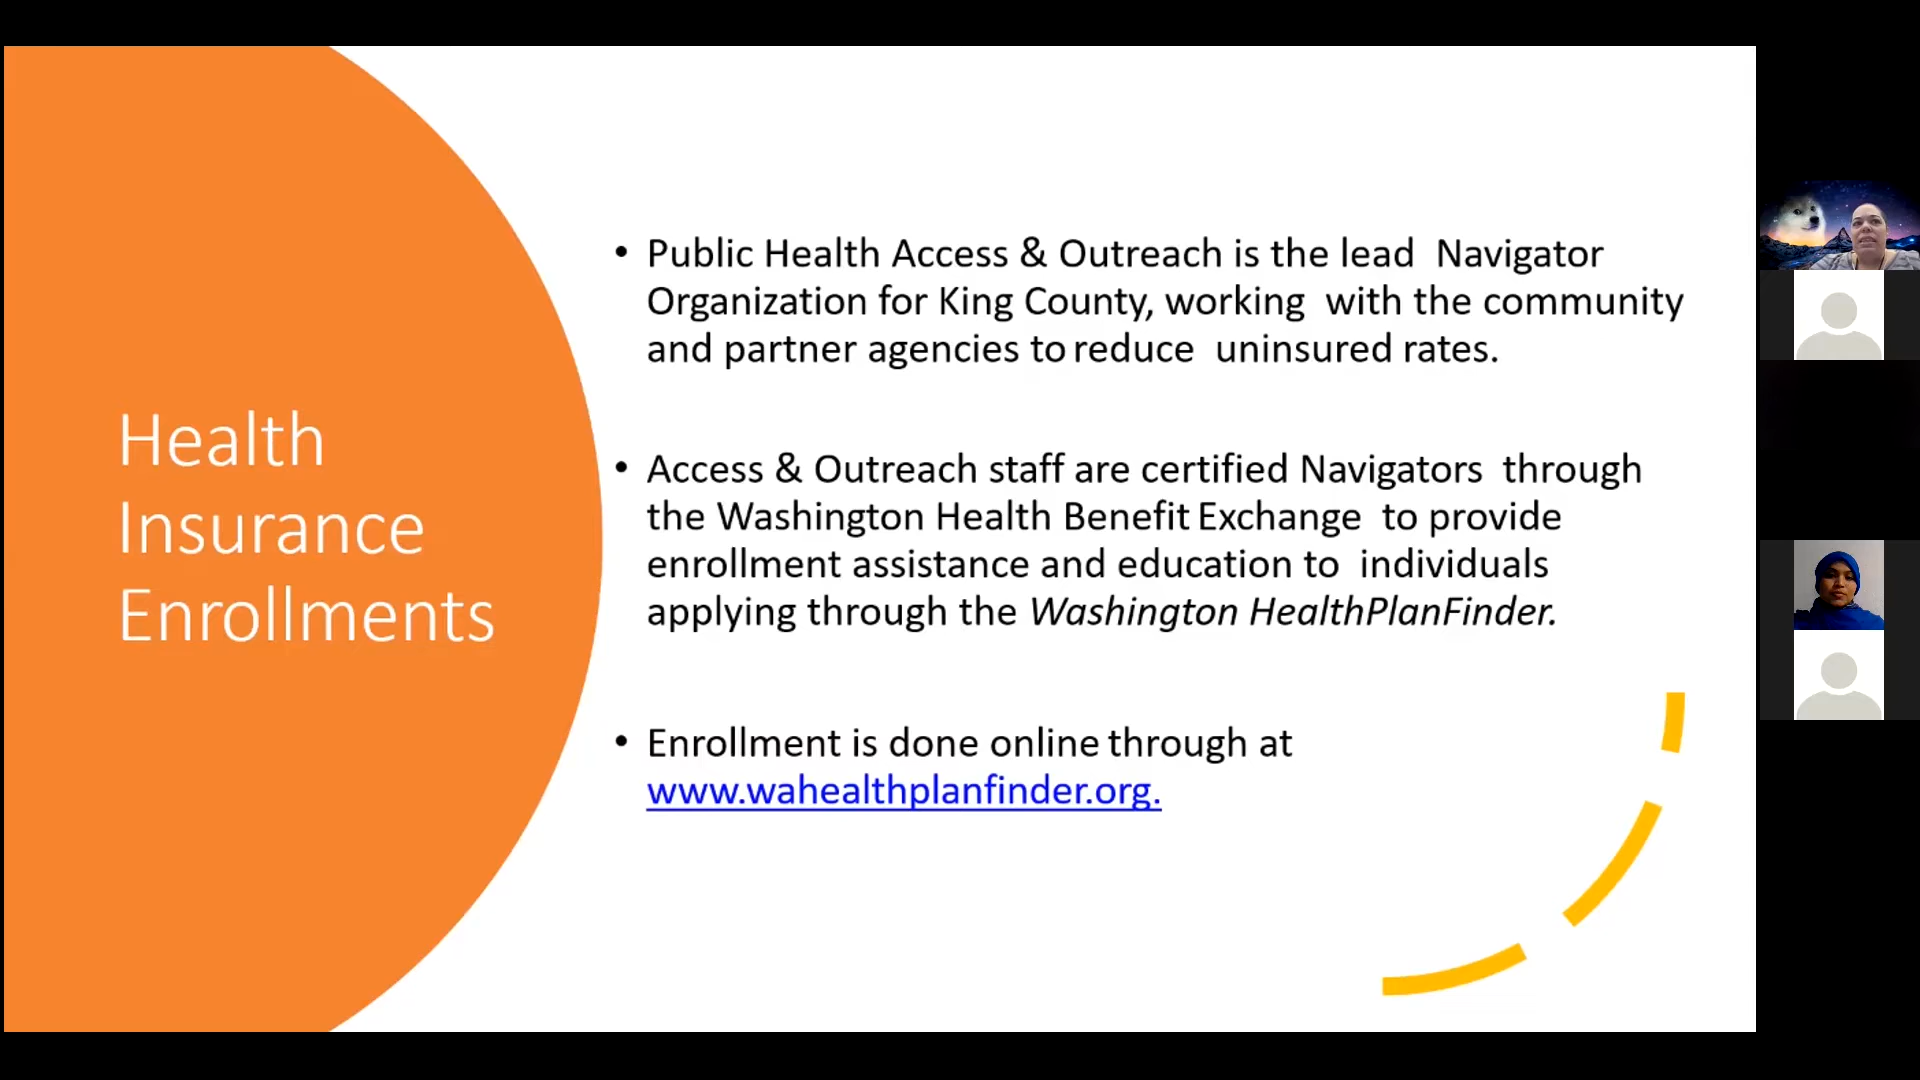 Health
Insurance
Enrollments
• Public Health Access & Outreach is the lead Navigator
Organization for King County, working with the community
and partner agencies to reduce uninsured rates.
• Access & Outreach staff are certified Navigators through
the Washington Health Benefit Exchange to provide
enrollment assistance and education to individuals
applying through the Washington HealthPlanFinder.
• Enrollment is done online through at
www.wahealthplanfinder.org.